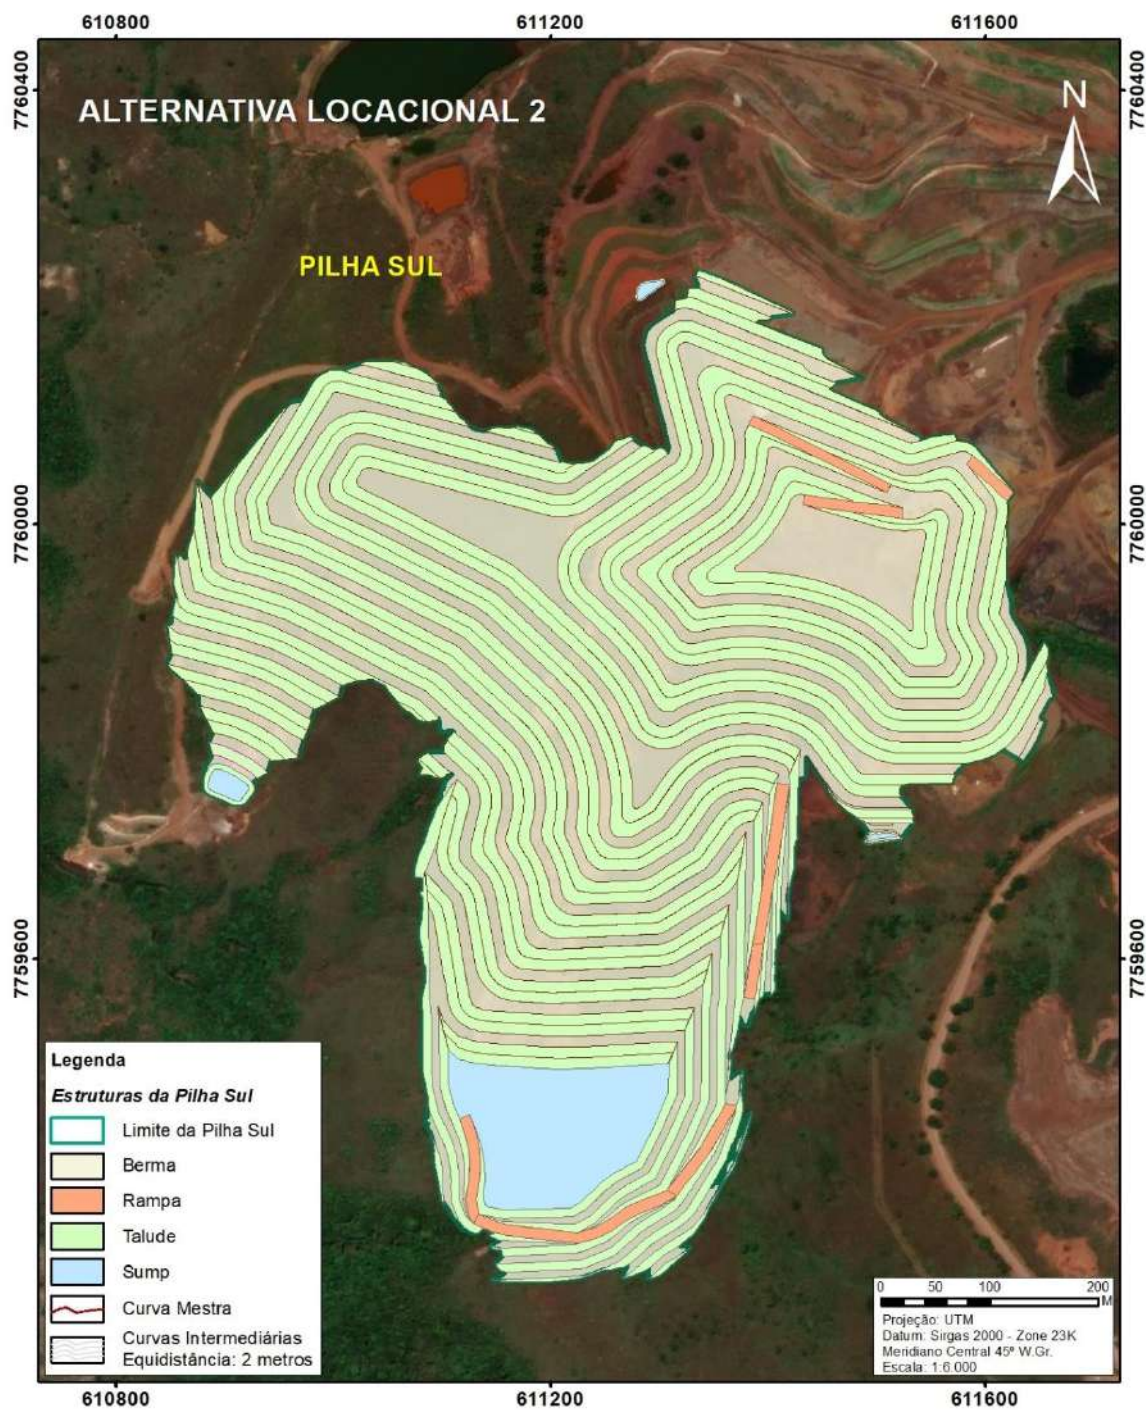 610800
611200
611600
7760400
7760400
ALTERNATIVA LOCACIONAL 2
N
PILHA SUL
7760000
7760000
7759600
7759600
Legenda
Estruturas da Pilha Sul
Limite da Pilha Sul
Berma
Rampa
Talude
Sump
Curva Mestra
Curvas Intermediárias
Equidistância: 2 metros
0 50 100 200
M
Projeção: UTM
Datum: Sirgas 2000 - Zone 23K
Meridiano Central 45º W.Gr.
Escala: 1:6.000
610800
611200
611600